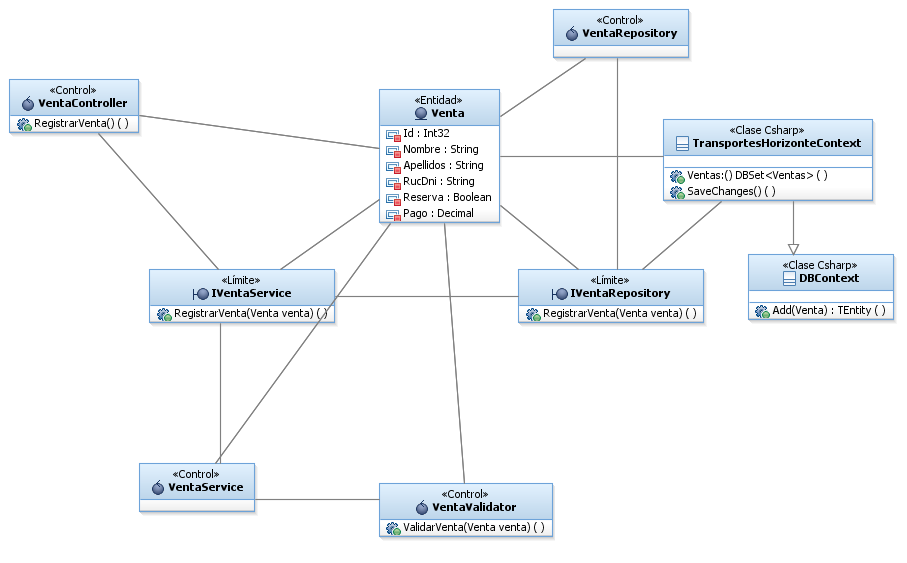 «Control»
VentaRepository
«Control»
VentaController
RegistrarVenta() ( )
«Entidad»
Venta
Id : Int32
Nombre : String
Apellidos : String
RucDni : String
Reserva : Boolean
Pago : Decimal
«Clase Csharp»
TransportesHorizonteContext
Ventas:() DBSet<Ventas> ( )
SaveChanges() ( )
«Límite»
IVentaService
RegistrarVenta(Venta venta) ( )
«Límite»
IVentaRepository
RegistrarVenta(Venta venta) ( )
«Clase Csharp»
DBContext
Add(Venta) : TEntity ( )
«Control»
VentaService
«Control»
VentaValidator
ValidarVenta(Venta venta) ( )